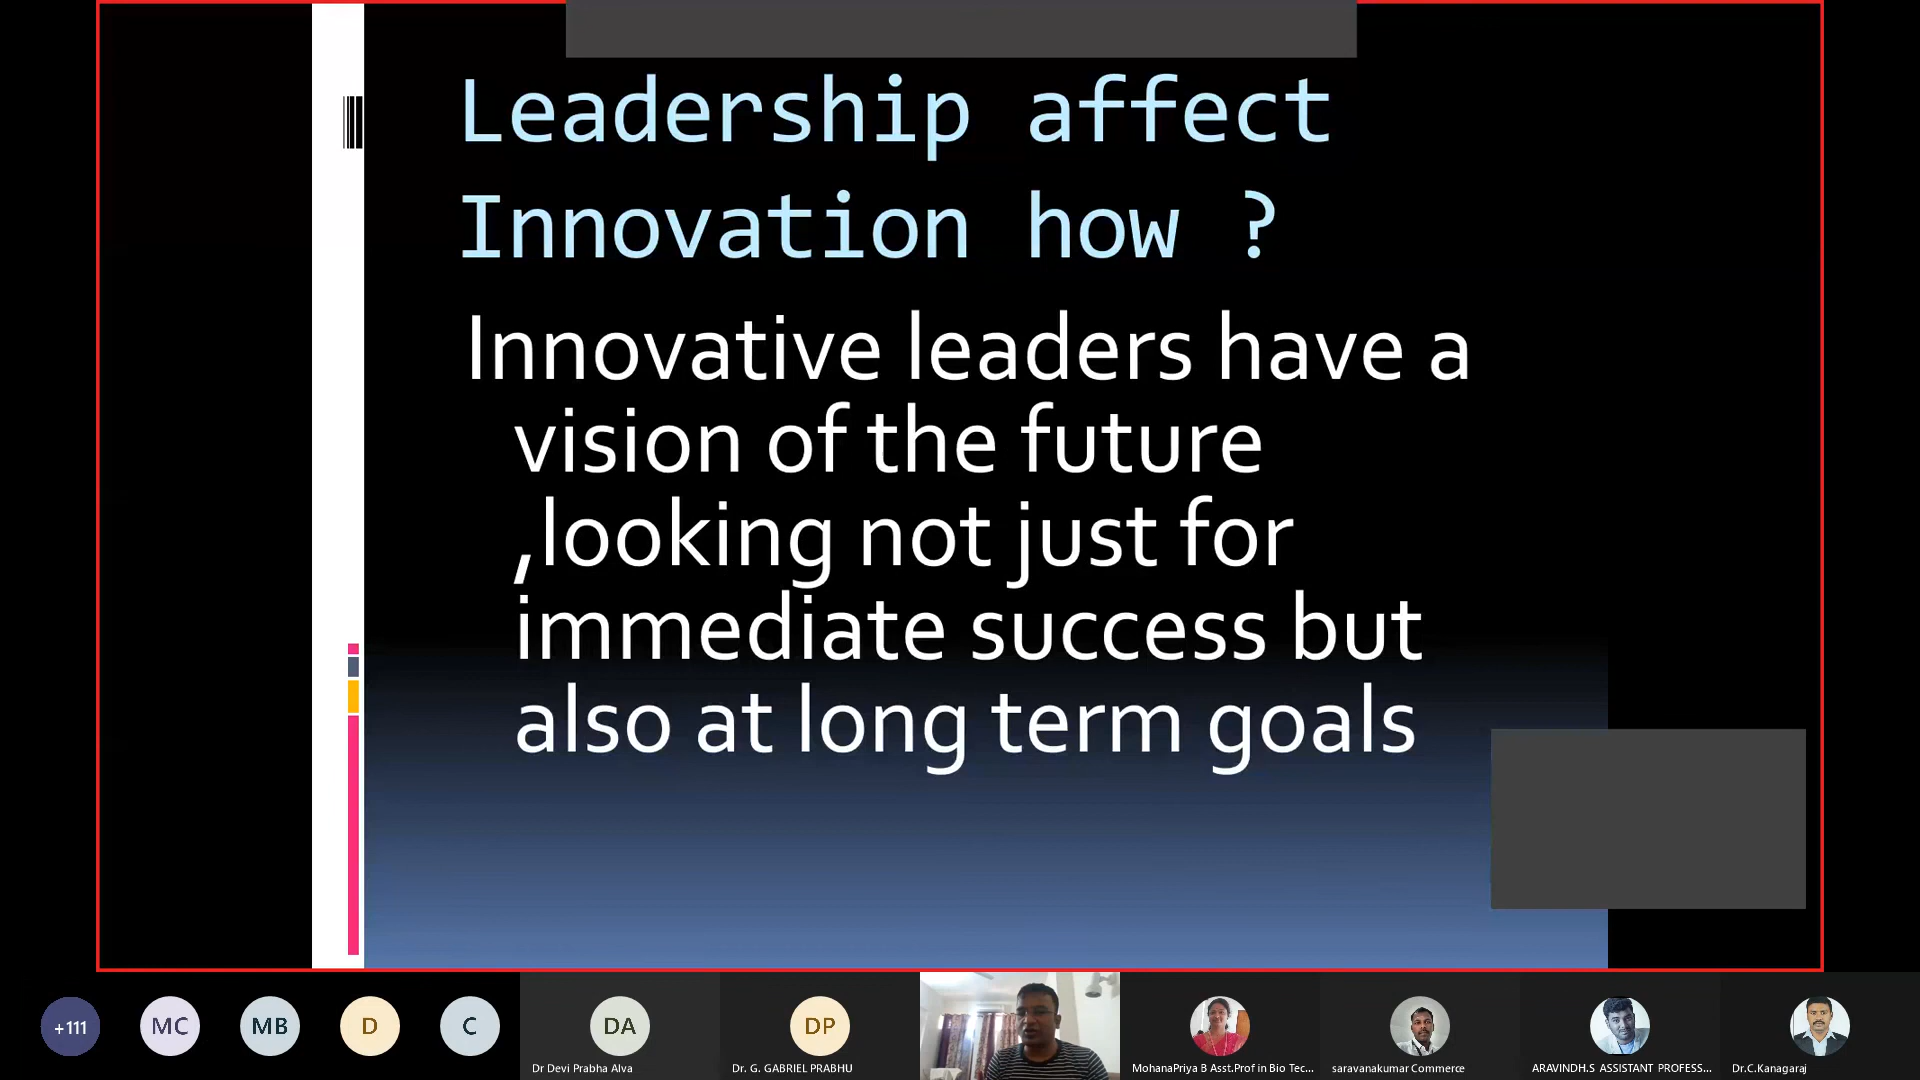 Leadership affect
Innovation how ?
Innovative leaders have a
vision of the future
,looking not just for
immediate success but
also at long term goals
+111
MC
MB
D
C
DA
DP
Dr Devi Prabha Alva
Dr. G. GABRIEL PRABHU
MohanaPriya B Asst.Prof in Bio Tec...
saravanakumar Commerce
ARAVINDH.S ASSISTANT PROFESS...
Dr.C.Kanagaraj